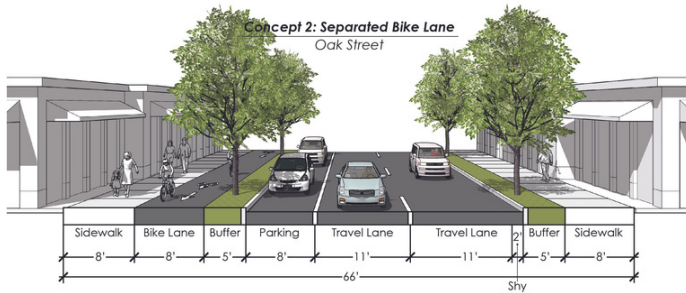 Concept 2: Separated Bike Lane
Oak Street
Sidewalk Bike Lane Buffer Parking Travel Lane Travel Lane 2' Buffer Sidewalk
8' 8' 5' 8' 11' 11' 5' 8'
66'
Shy